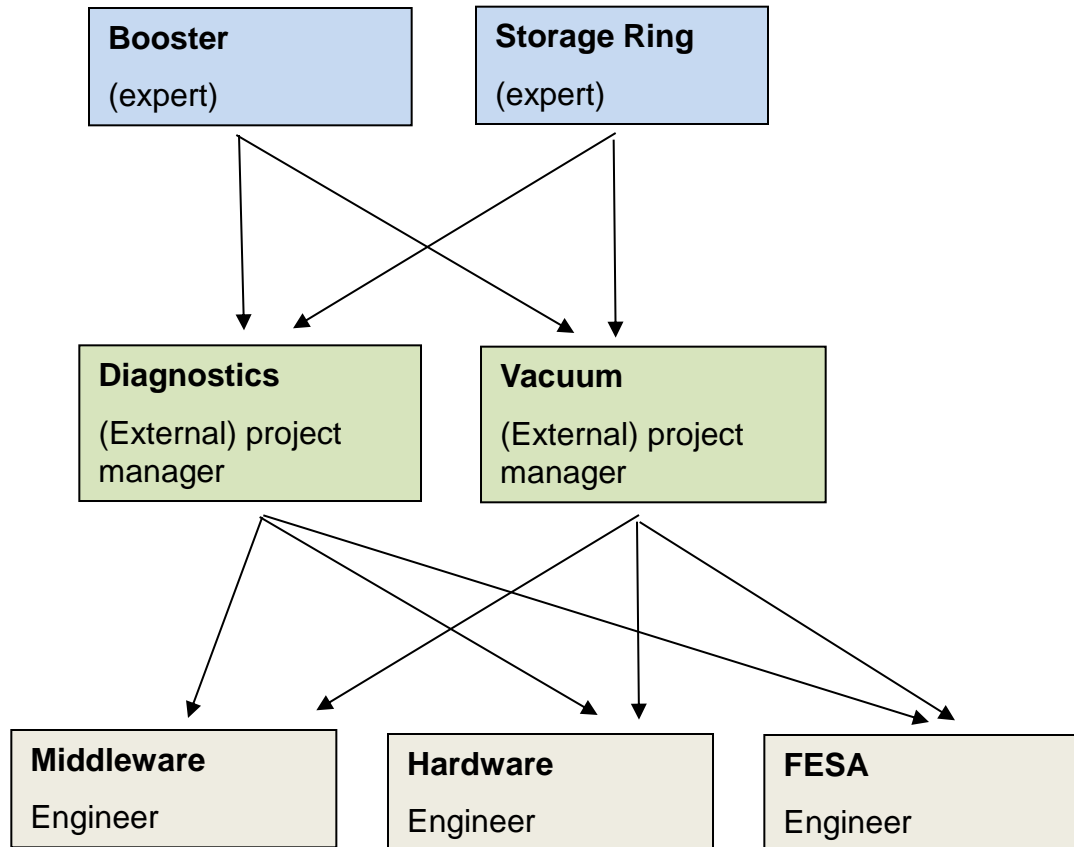 Booster
(expert)
Storage Ring
(expert)
Diagnostics
(External) project
manager
Vacuum
(External) project
manager
Middleware
Engineer
Hardware
Engineer
FESA
Engineer